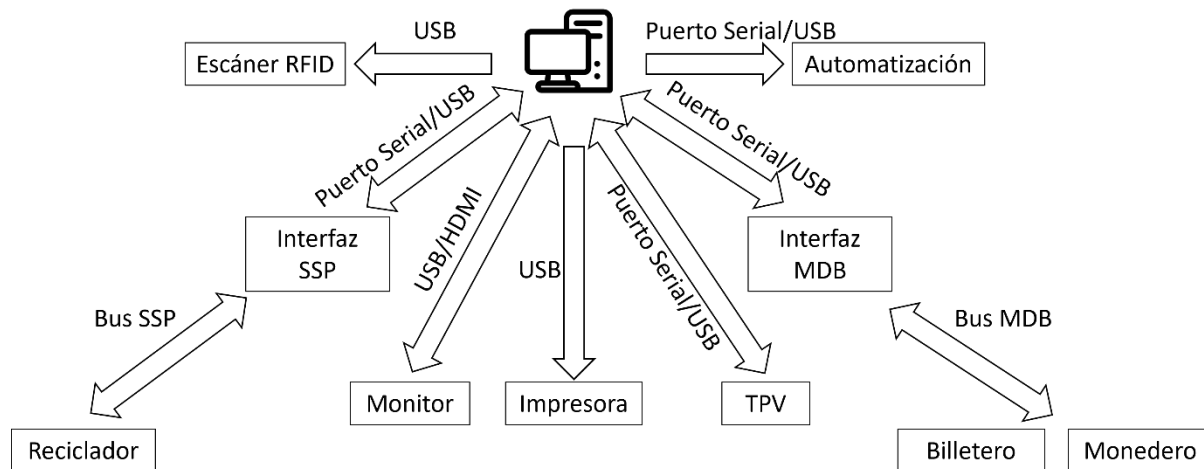 USB
Puerto Serial/USB
Escáner RFID
Automatización
Puerto Serial/USB
Puerto Serial/USB
Interfaz
SSP
USB/HDMI
USB
Puerto Serial/USB
Interfaz
MDB
Bus SSP
Bus MDB
Monitor
Impresora
TPV
Reciclador
Billetero
Monedero